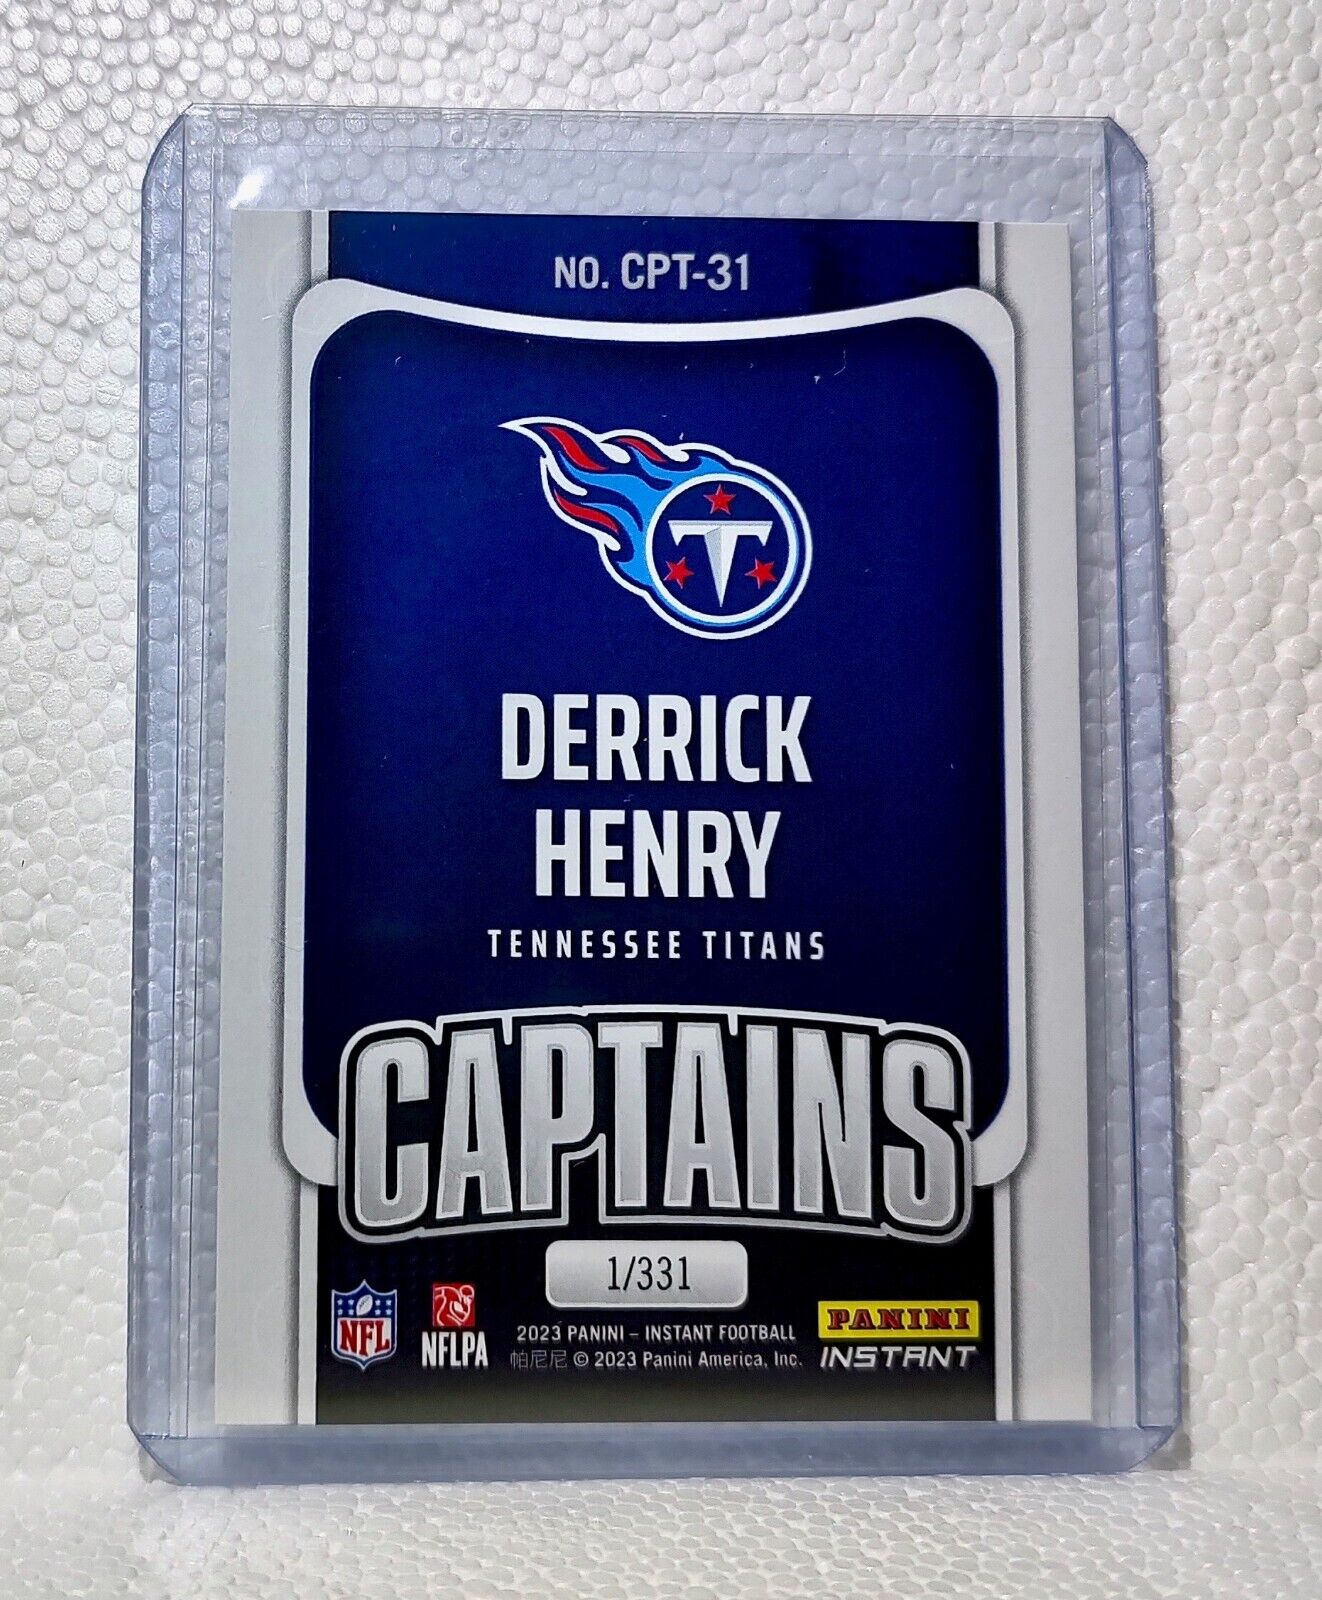 NO. CPT-31
T
DERRICK
HENRY
TENNESSEE TITANS
CAPTAINS
1/331
NFL
NFLPA
2023 PANINI – INSTANT FOOTBALL
帕尼尼 © 2023 Panini America, Inc.
PANINI
INSTANT